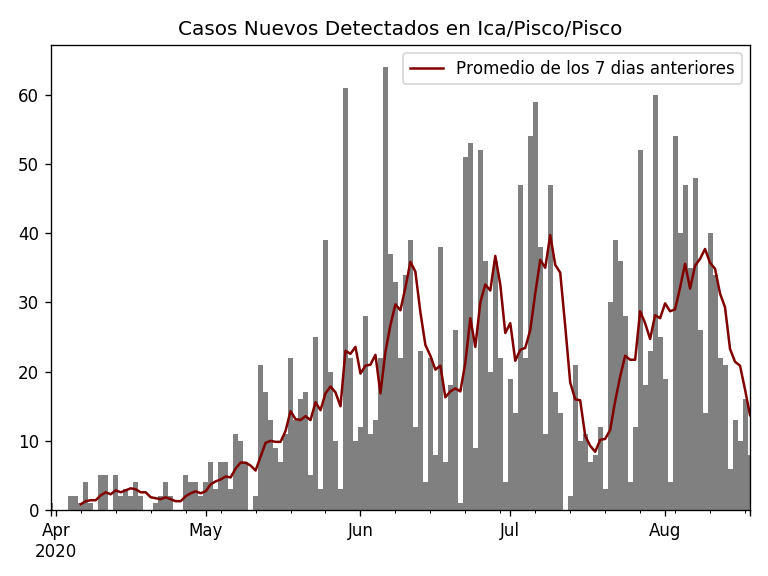 Casos Nuevos Detectados en Ica/Pisco/Pisco
Promedio de los 7 dias anteriores
60
50
40
30
20
10
0
Apr
2020
May
Jun
Jul
Aug